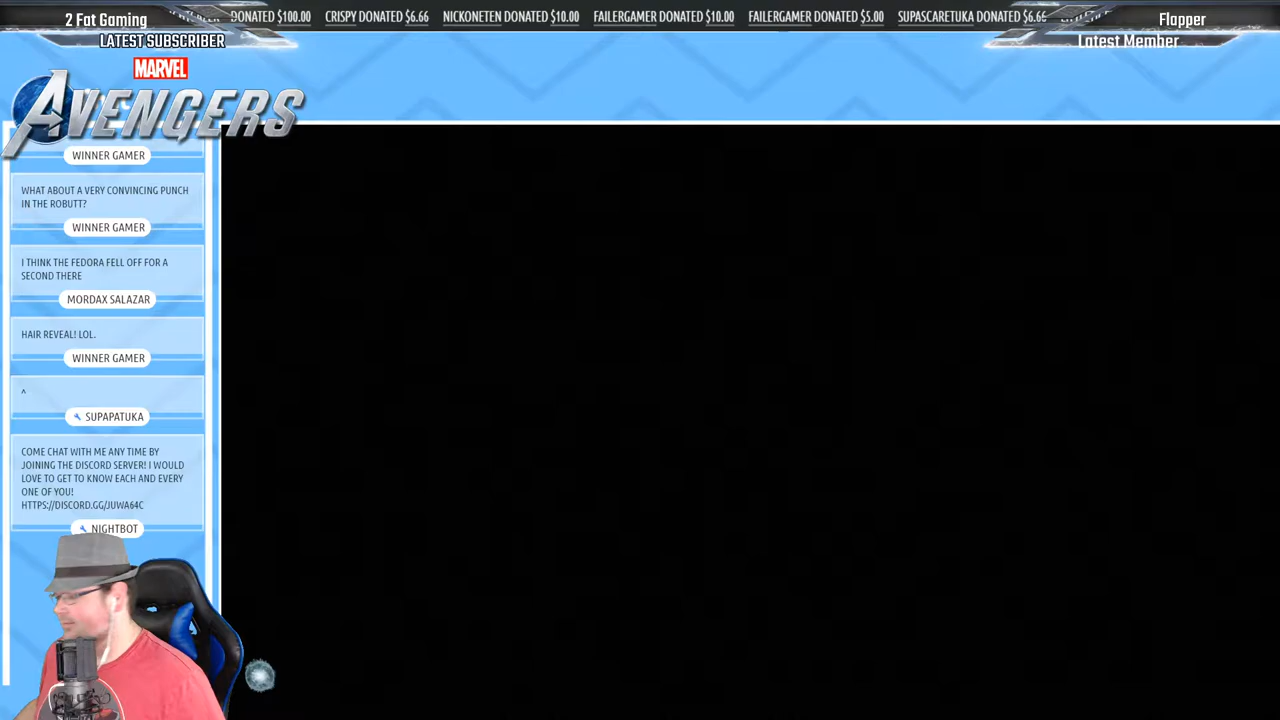 2 Fat Gaming
LATEST SUBSCRIBER
DONATED $100.00 CRISPY DONATED $6.66 NICKONETEN DONATED $10.00 FAILERGAMER DONATED $10.00 FAILERGAMER DONATED $5.00 SUPASCARETUKA DONATED $6.66
Flapper
Latest Member
MARVEL
AVENGERS
WINNER GAMER
WHAT ABOUT A VERY CONVINCING PUNCH
IN THE ROBUTT?
WINNER GAMER
I THINK THE FEDORA FELL OFF FOR A
SECOND THERE
MORDAX SALAZAR
HAIR REVEAL! LOL.
WINNER GAMER
^
SUPAPATUKA
COME CHAT WITH ME ANY TIME BY
JOINING THE DISCORD SERVER! I WOULD
LOVE TO GET TO KNOW EACH AND EVERY
ONE OF YOU!
HTTPS://DISCORD.GG/JUWA64C
NIGHTBOT